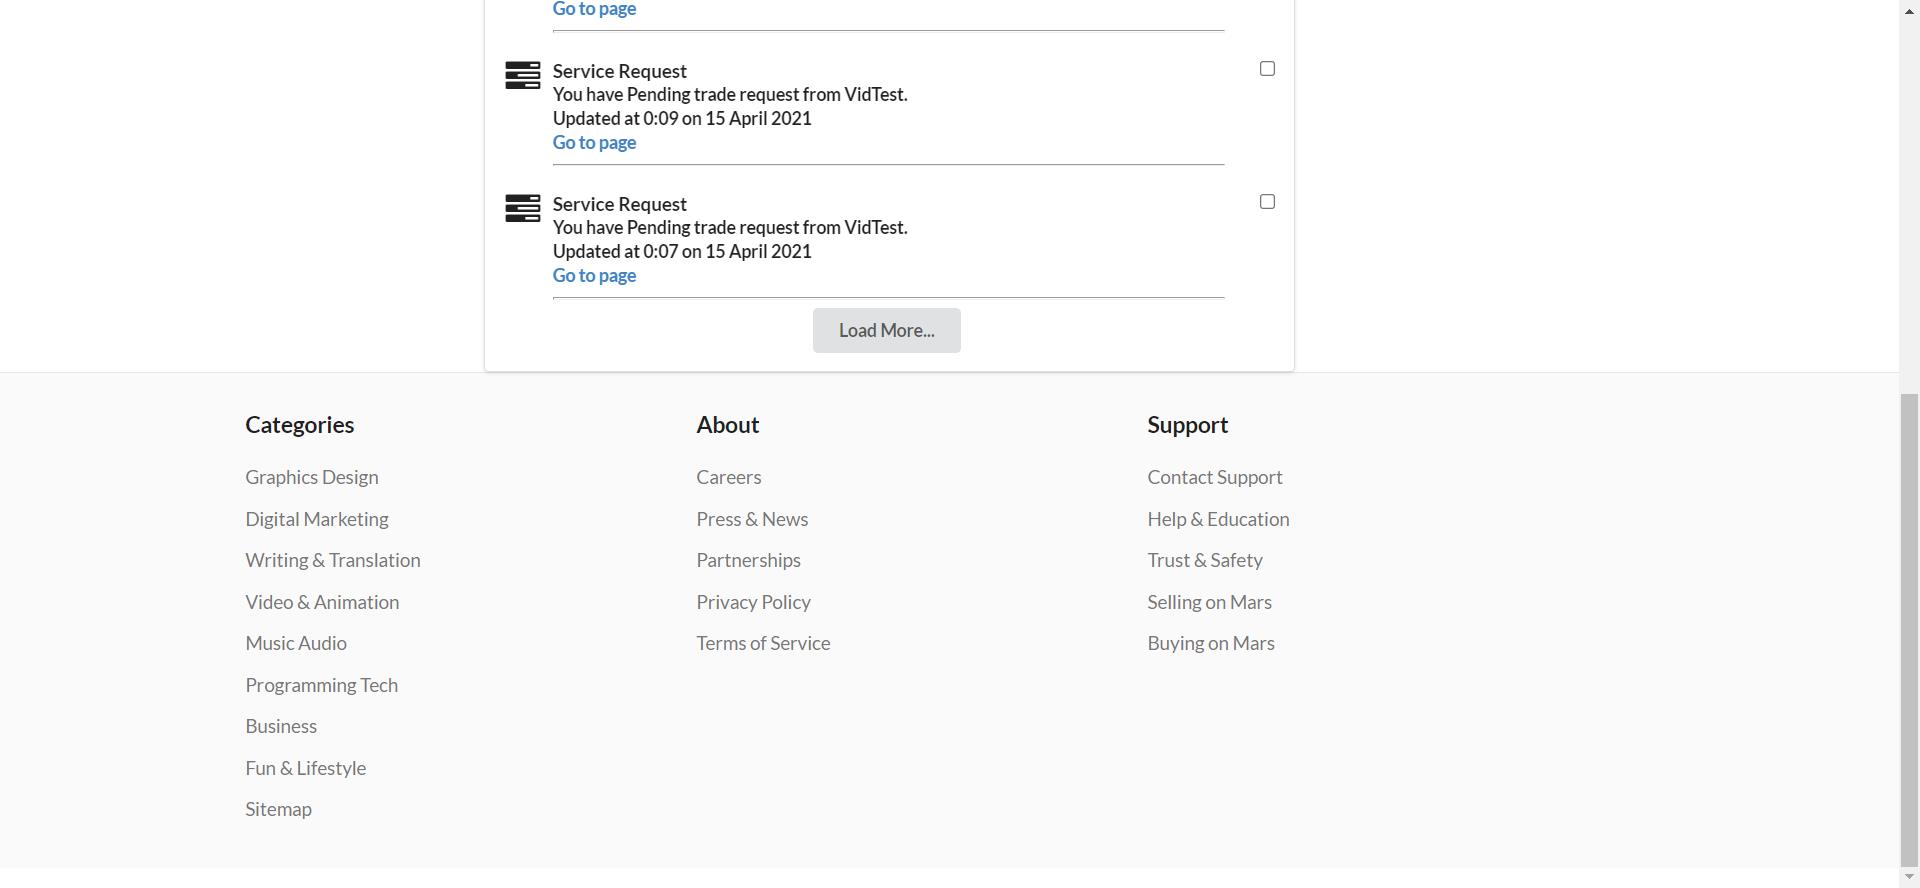 Go to page
Service Request
You have Pending trade request from VidTest.
Updated at 0:09 on 15 April 2021
Go to page
Service Request
You have Pending trade request from VidTest.
Updated at 0:07 on 15 April 2021
Go to page
Load More...
Categories
Graphics Design
Digital Marketing
Writing & Translation
Video & Animation
Music Audio
Programming Tech
Business
Fun & Lifestyle
Sitemap
About
Careers
Press & News
Partnerships
Privacy Policy
Terms of Service
Support
Contact Support
Help & Education
Trust & Safety
Selling on Mars
Buying on Mars